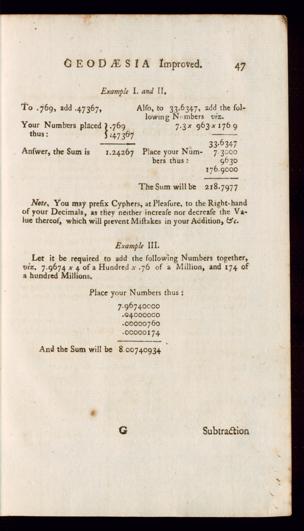 GEODÆSIA Improved. 47
Example I. and II.
To .769, add .47367,
Your Numbers placed } .769
thus: } .47367
Answer, the Sum is 1.24267
Also, to 33.6347, add the fol-
lowing Numbers viz.
7.3 x 963 x 176 9
33.6347
Place your Num- 7.3000
bers thus: 9630
176.9000
The Sum will be 218.7977
Note, You may prefix Cyphers, at Pleasure, to the Right-hand
of your Decimals, as they neither increase nor decrease the Va-
lue thereof, which will prevent Mistakes in your Addition, &c.
Example III.
Let it be required to add the following Numbers together,
viz. 7.9674 x 4 of a Hundred x .76 of a Million, and 174 of
a hundred Millions.
Place your Numbers thus:
7.96740000
.04000000
.00000760
.00000174
And the Sum will be 8.00740934
G Subtraction